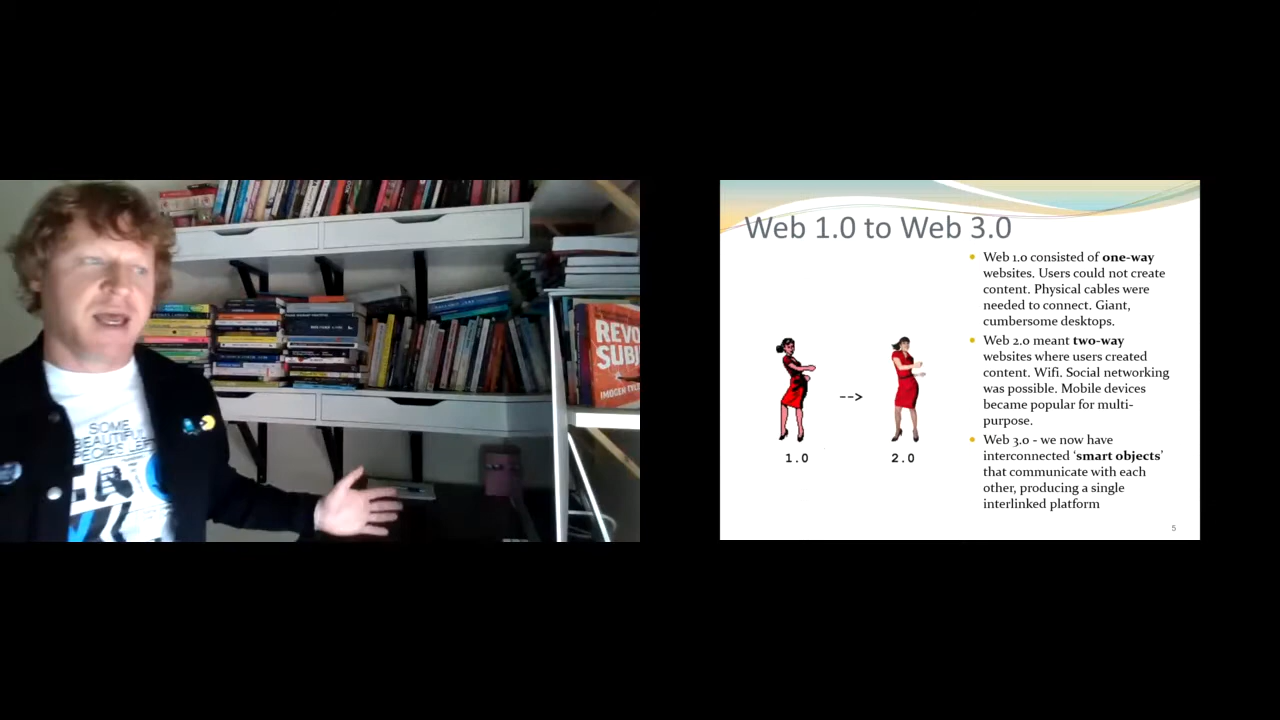 SOME
BEAUTIFUL
SPECIES LEFT
REVO
SUBJ
IMOGEN TYL
Web 1.0 to Web 3.0
Web 1.0 consisted of one-way
websites. Users could not create
content. Physical cables were
needed to connect. Giant,
cumbersome desktops.
Web 2.0 meant two-way
websites where users created
content. Wifi. Social networking
was possible. Mobile devices
became popular for multi-
purpose.
Web 3.0 - we now have
interconnected ‘smart objects’
that communicate with each
other, producing a single
interlinked platform
-->
1.0
2.0
5